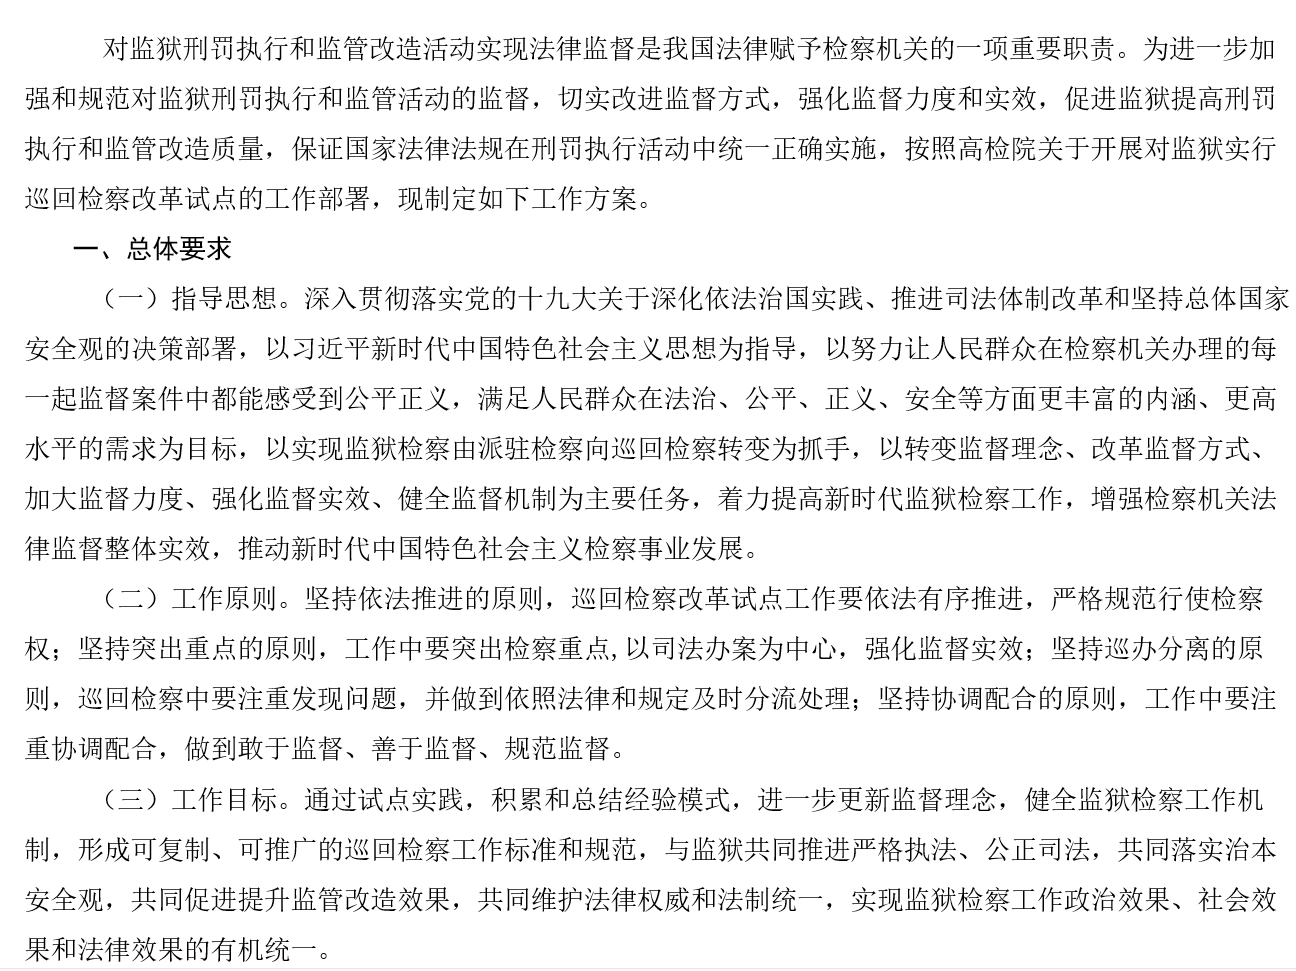 对监狱刑罚执行和监管改造活动实现法律监督是我国法律赋予检察机关的一项重要职责。为进一步加
强和规范对监狱刑罚执行和监管活动的监督，切实改进监督方式，强化监督力度和实效，促进监狱提高刑罚
执行和监管改造质量，保证国家法律法规在刑罚执行活动中统一正确实施，按照高检院关于开展对监狱实行
巡回检察改革试点的工作部署，现制定如下工作方案。
一、总体要求
（一）指导思想。深入贯彻落实党的十九大关于深化依法治国实践、推进司法体制改革和坚持总体国家
安全观的决策部署，以习近平新时代中国特色社会主义思想为指导，以努力让人民群众在检察机关办理的每
一起监督案件中都能感受到公平正义，满足人民群众在法治、公平、正义、安全等方面更丰富的内涵、更高
水平的需求为目标，以实现监狱检察由派驻检察向巡回检察转变为抓手，以转变监督理念、改革监督方式、
加大监督力度、强化监督实效、健全监督机制为主要任务，着力提高新时代监狱检察工作，增强检察机关法
律监督整体实效，推动新时代中国特色社会主义检察事业发展。
（二）工作原则。坚持依法推进的原则，巡回检察改革试点工作要依法有序推进，严格规范行使检察
权；坚持突出重点的原则，工作中要突出检察重点,以司法办案为中心，强化监督实效；坚持巡办分离的原
则，巡回检察中要注重发现问题，并做到依照法律和规定及时分流处理；坚持协调配合的原则，工作中要注
重协调配合，做到敢于监督、善于监督、规范监督。
（三）工作目标。通过试点实践，积累和总结经验模式，进一步更新监督理念，健全监狱检察工作机
制，形成可复制、可推广的巡回检察工作标准和规范，与监狱共同推进严格执法、公正司法，共同落实治本
安全观，共同促进提升监管改造效果，共同维护法律权威和法制统一，实现监狱检察工作政治效果、社会效
果和法律效果的有机统一。